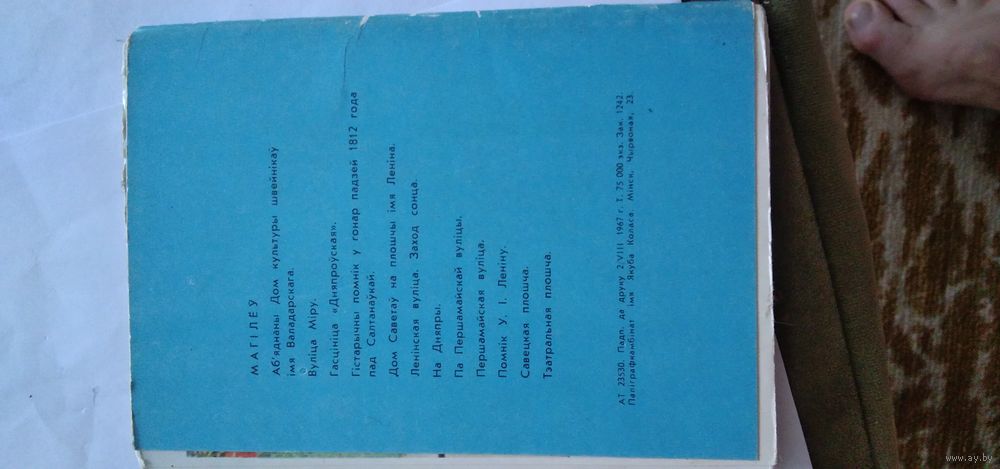 МАГІЛЁЎ
Аб'яднаны Дом культуры швейнікаў
імя Валадарскага.
Вуліца Міру.
Гасцініца «Дняпроўская».
Гістарычны помнік у гонар падзей 1812 года
пад Салтанаўкай.
Дом Саветаў на плошчы імя Леніна.
Ленінская вуліца. Заход сонца.
На Дняпры.
Па Першамайскай вуліцы.
Першамайская вуліца.
Помнік У. І. Леніну.
Савецкая плошча.
Тэатральная плошча.
АТ 23530. Падп. да друку 2/VIII 1967 г. Т. 75 000 экз. Зак. 1242.
Паліграфкамбінат імя Якуба Коласа. Мінск, Чырвоная, 23.
www.ay.by